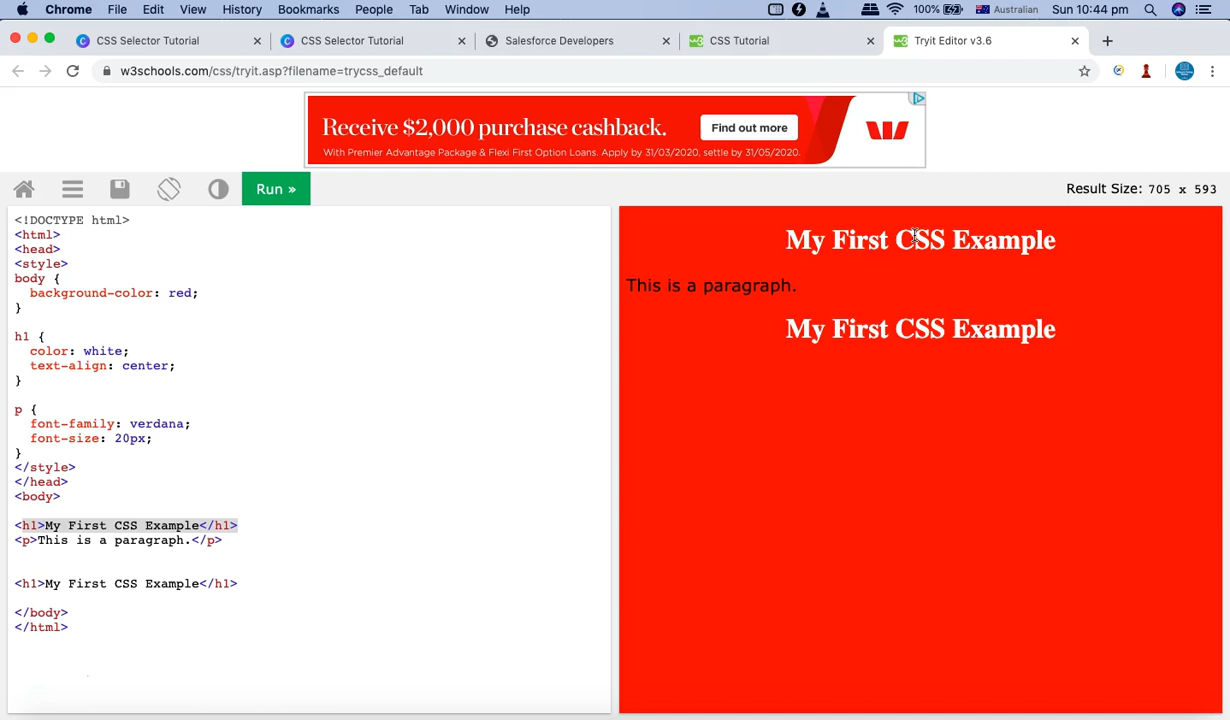 Chrome File Edit View History Bookmarks People Tab Window Help 100% Australian Sun 10:44 pm
CSS Selector Tutorial CSS Selector Tutorial Salesforce Developers CSS Tutorial Tryit Editor v3.6
w3schools.com/css/tryit.asp?filename=trycss_default
Receive $2,000 purchase cashback.
With Premier Advantage Package & Flexi First Option Loans. Apply by 31/03/2020, settle by 31/05/2020.
Find out more
Run »
Result Size: 705 x 593
<!DOCTYPE html>
<html>
<head>
<style>
body {
background-color: red;
}
h1 {
color: white;
text-align: center;
}
p {
font-family: verdana;
font-size: 20px;
}
</style>
</head>
<body>
<h1>My First CSS Example</h1>
<p>This is a paragraph.</p>
<h1>My First CSS Example</h1>
</body>
</html>
My First CSS Example
This is a paragraph.
My First CSS Example